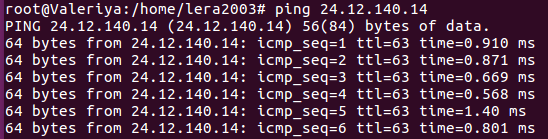 root@Valeriya:/home/lera2003# ping 24.12.140.14
PING 24.12.140.14 (24.12.140.14) 56(84) bytes of data.
64 bytes from 24.12.140.14: icmp_seq=1 ttl=63 time=0.910 ms
64 bytes from 24.12.140.14: icmp_seq=2 ttl=63 time=0.871 ms
64 bytes from 24.12.140.14: icmp_seq=3 ttl=63 time=0.669 ms
64 bytes from 24.12.140.14: icmp_seq=4 ttl=63 time=0.568 ms
64 bytes from 24.12.140.14: icmp_seq=5 ttl=63 time=1.40 ms
64 bytes from 24.12.140.14: icmp_seq=6 ttl=63 time=0.801 ms